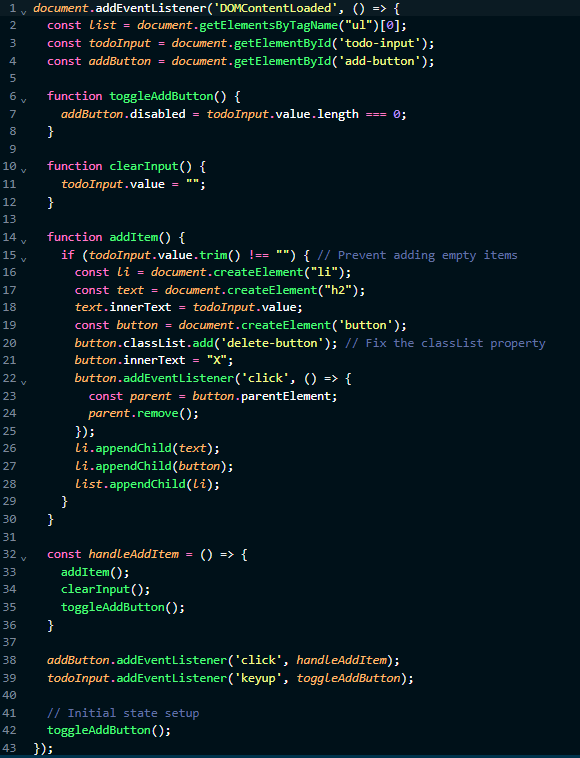 1 document.addEventListener('DOMContentLoaded', () => {
2 const list = document.getElementsByTagName("ul")[0];
3 const todoInput = document.getElementById('todo-input');
4 const addButton = document.getElementById('add-button');
5
6 function toggleAddButton() {
7 addButton.disabled = todoInput.value.length === 0;
8 }
9
10 function clearInput() {
11 todoInput.value = "";
12 }
13
14 function addItem() {
15 if (todoInput.value.trim() !== "") { // Prevent adding empty items
16 const li = document.createElement("li");
17 const text = document.createElement("h2");
18 text.innerText = todoInput.value;
19 const button = document.createElement('button');
20 button.classList.add('delete-button'); // Fix the classList property
21 button.innerText = "X";
22 button.addEventListener('click', () => {
23 const parent = button.parentElement;
24 parent.remove();
25 });
26 li.appendChild(text);
27 li.appendChild(button);
28 list.appendChild(li);
29 }
30 }
31
32 const handleAddItem = () => {
33 addItem();
34 clearInput();
35 toggleAddButton();
36 }
37
38 addButton.addEventListener('click', handleAddItem);
39 todoInput.addEventListener('keyup', toggleAddButton);
40
41 // Initial state setup
42 toggleAddButton();
43 });